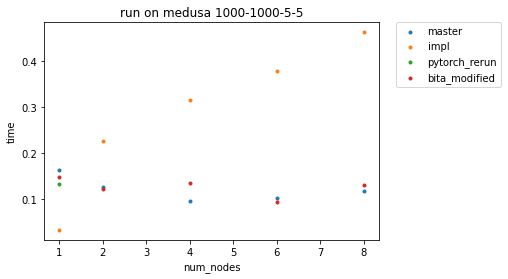 run on medusa 1000-1000-5-5
master
impl
pytorch_rerun
bita_modified
time
0.4
0.3
0.2
0.1
1 2 3 4 5 6 7 8
num_nodes